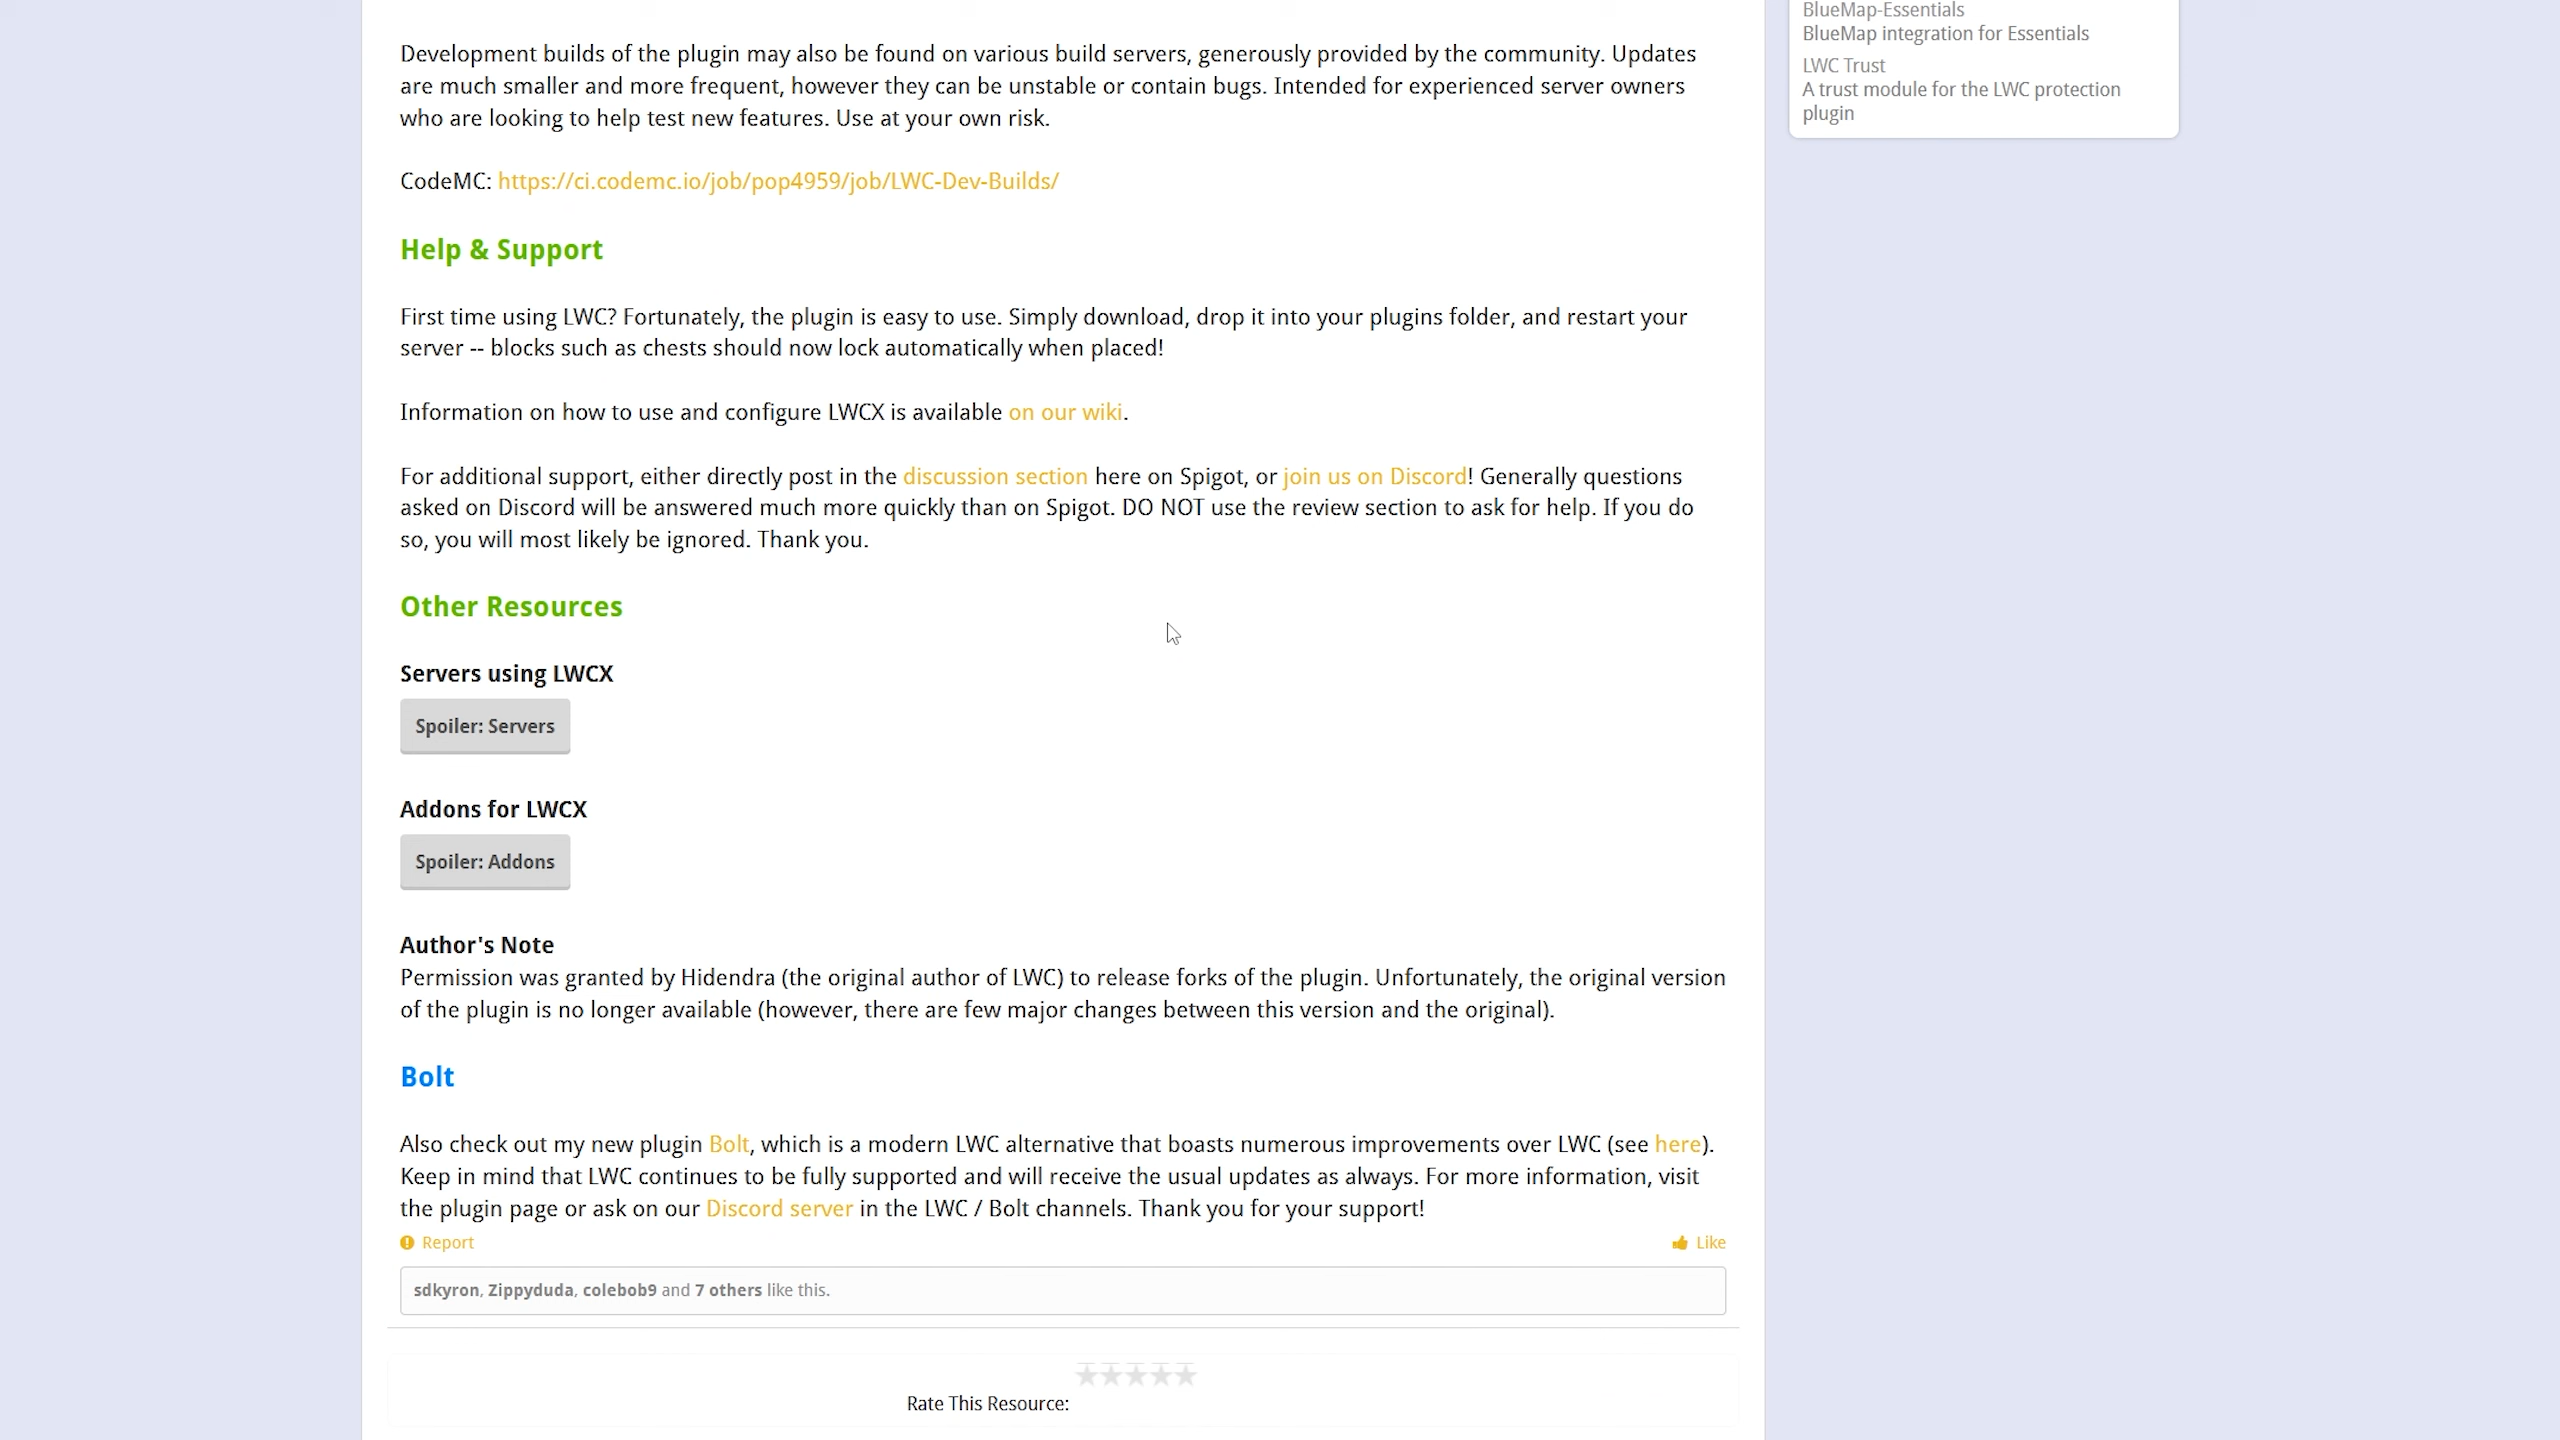 Development builds of the plugin may also be found on various build servers, generously provided by the community. Updates
are much smaller and more frequent, however they can be unstable or contain bugs. Intended for experienced server owners
who are looking to help test new features. Use at your own risk.
CodeMC: https://ci.codemc.io/job/pop4959/job/LWC-Dev-Builds/
Help & Support
First time using LWC? Fortunately, the plugin is easy to use. Simply download, drop it into your plugins folder, and restart your
server -- blocks such as chests should now lock automatically when placed!
Information on how to use and configure LWCX is available on our wiki.
For additional support, either directly post in the discussion section here on Spigot, or join us on Discord! Generally questions
asked on Discord will be answered much more quickly than on Spigot. DO NOT use the review section to ask for help. If you do
so, you will most likely be ignored. Thank you.
Other Resources
Servers using LWCX
Spoiler: Servers
Addons for LWCX
Spoiler: Addons
Author's Note
Permission was granted by Hidendra (the original author of LWC) to release forks of the plugin. Unfortunately, the original version
of the plugin is no longer available (however, there are few major changes between this version and the original).
Bolt
Also check out my new plugin Bolt, which is a modern LWC alternative that boasts numerous improvements over LWC (see here).
Keep in mind that LWC continues to be fully supported and will receive the usual updates as always. For more information, visit
the plugin page or ask on our Discord server in the LWC / Bolt channels. Thank you for your support!
Report
Like
sdkyron, Zippyduda, colebob9 and 7 others like this.
Rate This Resource:
BlueMap-Essentials
BlueMap integration for Essentials
LWC Trust
A trust module for the LWC protection
plugin